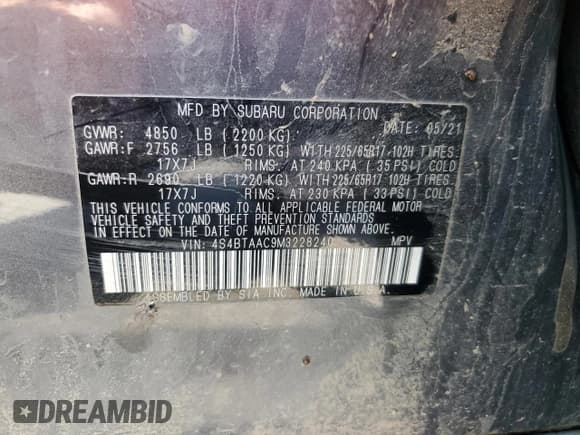 MFD BY SUBARU CORPORATION
GVWR: 4850 LB (2200 KG) DATE: 05/21
GAWR:F 2756 LB (1250 KG) WITH 225/65R17-102H TIRES
17X7J RIMS. AT 240 KPA (35 PSI) COLD
GAWR:R 2690 LB (1220 KG) WITH 225/65R17-102H TIRES
17X7J RIMS. AT 230 KPA (33 PSI) COLD
THIS VEHICLE CONFORMS TO ALL APPLICABLE FEDERAL MOTOR
VEHICLE SAFETY AND THEFT PREVENTION STANDARDS
IN EFFECT ON THE DATE OF MANUFACTURE SHOWN ABOVE.
VIN: 4S4BTAAC9M3228240 MPV
ASSEMBLED BY SIA INC. MADE IN U.S.A.
DREAMBID